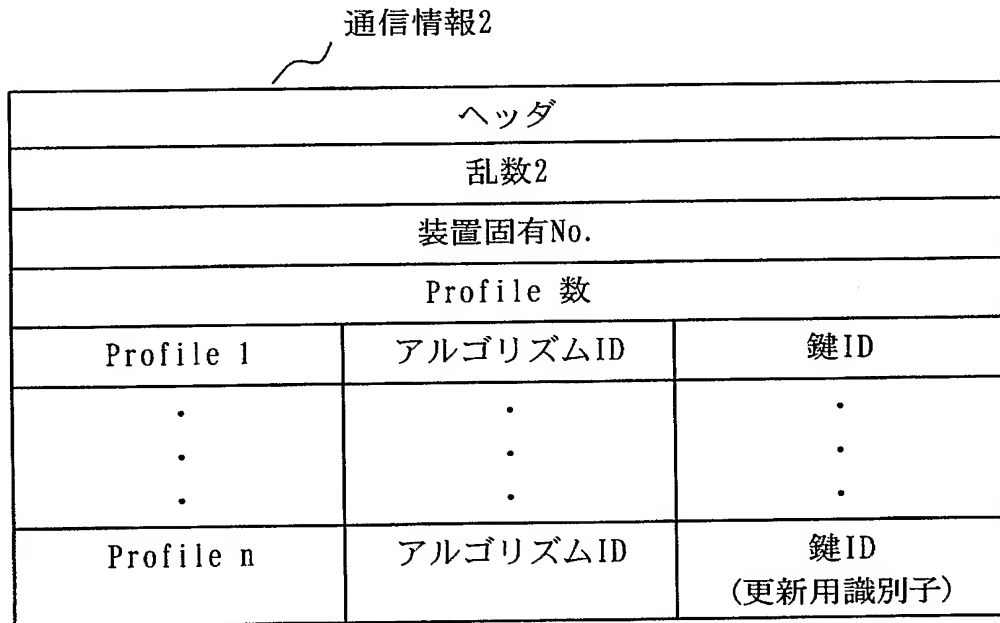 通信情報2
ヘッダ
乱数2
装置固有No.
Profile 数
Profile 1 アルゴリズムID 鍵ID
・ ・ ・
・ ・ ・
・ ・ ・
Profile n アルゴリズムID 鍵ID
(更新用識別子)